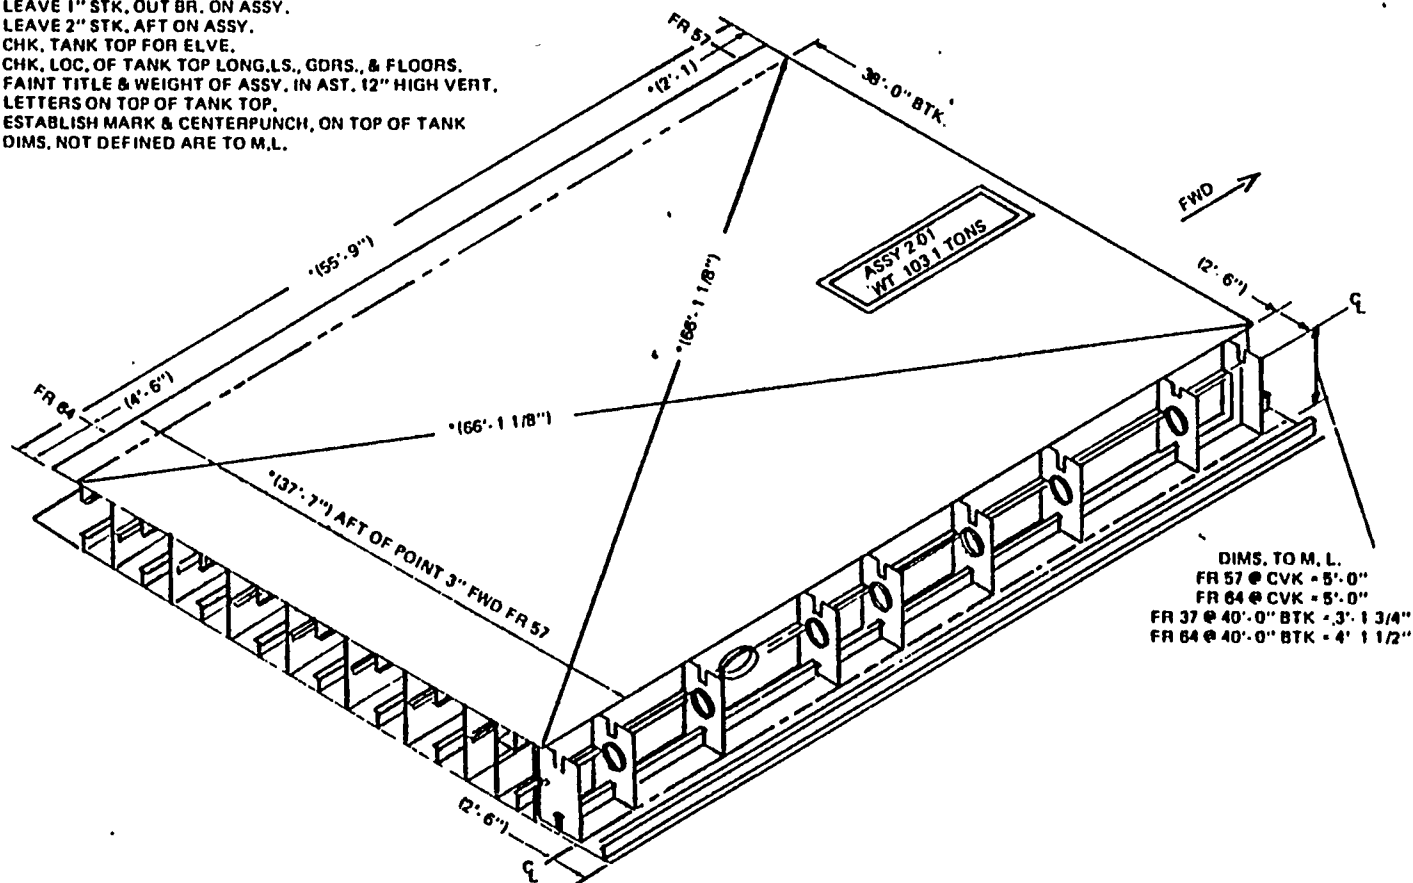 LEAVE 1" STK. OUT BR. ON ASSY.
LEAVE 2" STK. AFT ON ASSY.
CHK. TANK TOP FOR ELVE.
CHK. LOC. OF TANK TOP LONG.LS., GDRS., & FLOORS.
FAINT TITLE & WEIGHT OF ASSY. IN AST. 12" HIGH VERT.
LETTERS ON TOP OF TANK TOP.
ESTABLISH MARK & CENTERPUNCH, ON TOP OF TANK
DIMS. NOT DEFINED ARE TO M.L.
FR 57
*(2'-1)
38'-0" BTK.
FWD
ASSY 2 01
WT 103 1 TONS
(2'-6")
C
L
*(55'-9")
*(66'-1 1/8")
FR 64
(4'-6")
*(66'-1 1/8")
*(37'-7") AFT OF POINT 3" FWD FR 57
DIMS. TO M. L.
FR 57 @ CVK = 5'-0"
FR 64 @ CVK = 5'-0"
FR 37 @ 40'-0" BTK = 3'-1 3/4"
FR 64 @ 40'-0" BTK = 4' 1 1/2"
(2'-6")
C
L